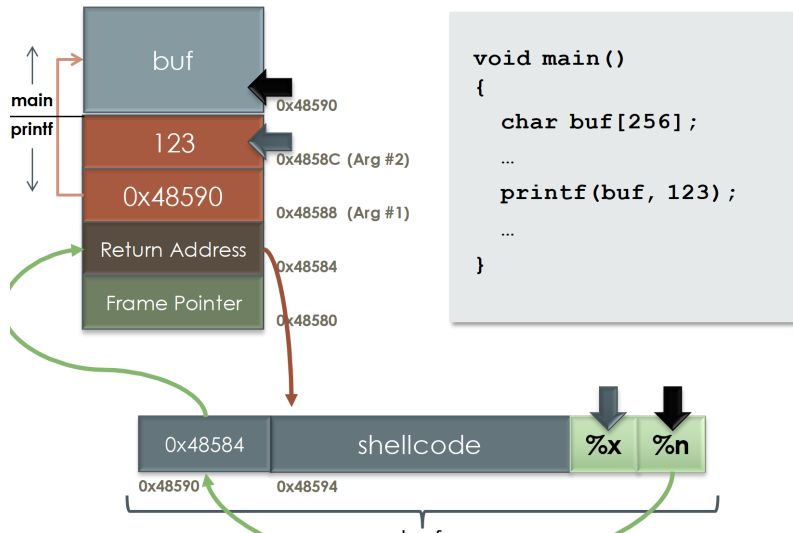 buf
0x48590
main
printf
123
0x4858C (Arg #2)
0x48590
0x48588 (Arg #1)
Return Address
0x48584
Frame Pointer
0x48580
void main()
{
char buf[256];
…
printf(buf, 123);
…
}
0x48584
shellcode
%x
%n
0x48590
0x48594